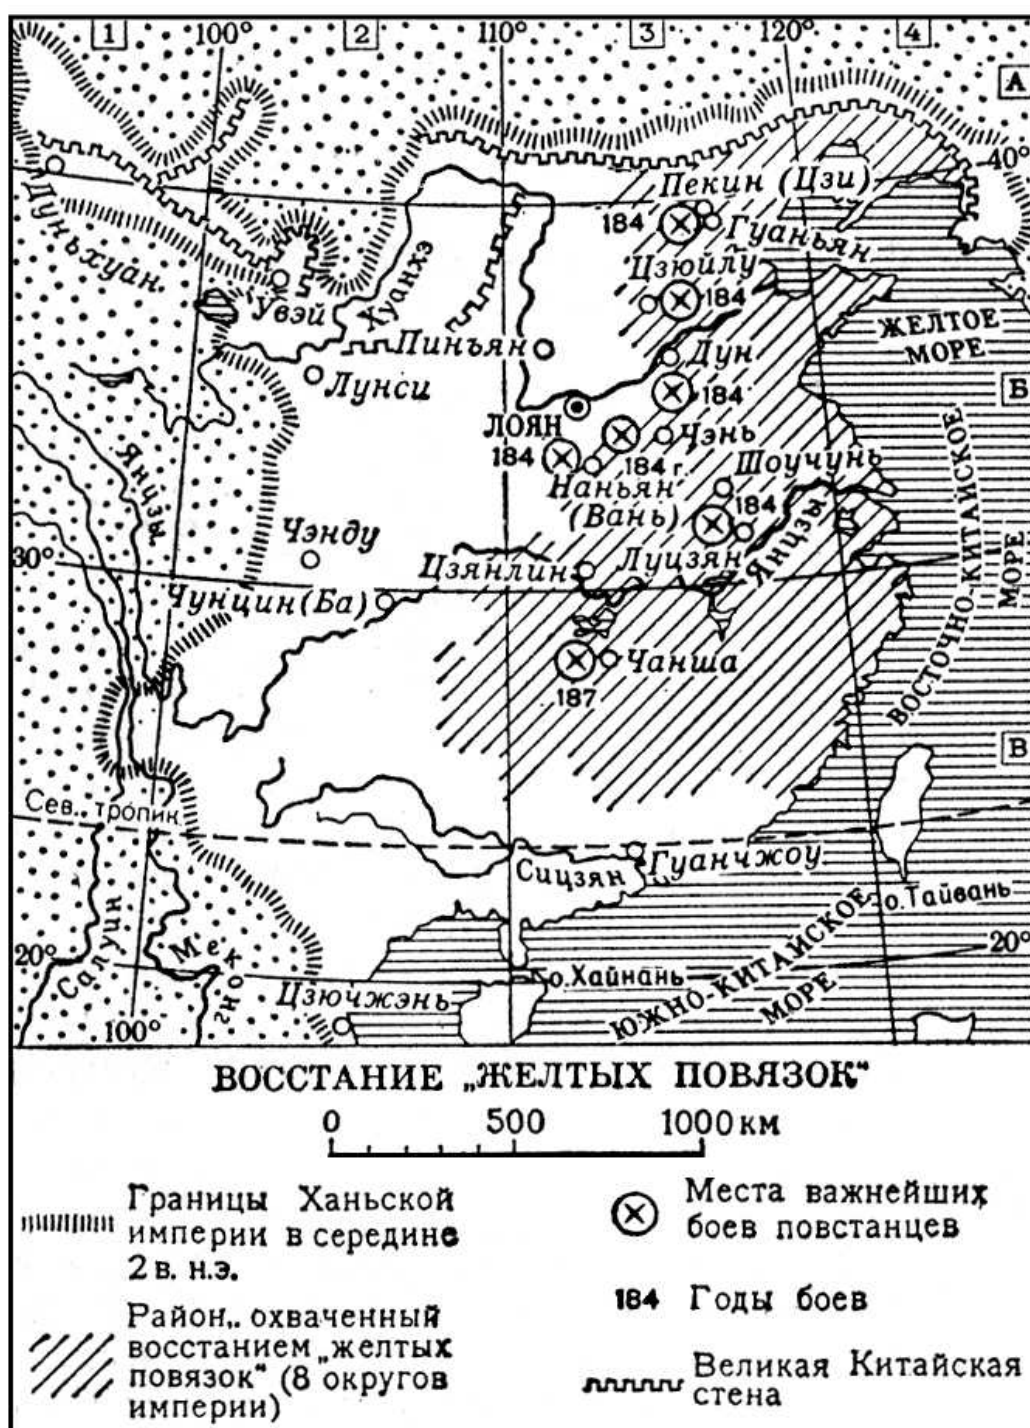 1 100° 2 110° 3 120° 4
А
40°
Пекин (Цзи)
184
Гуаньян
Дуньхуан
Цзюйлу
184
Увэй
Хуанхэ
ЖЕЛТОЕ
МОРЕ
Пинъян
Дун
Лунси
184
Б
ЛОЯН
Чэнь
184
184 г.
Шоучунь
Наньян
(Вань)
184
Янцзы
Янцзы
Чэнду
30°
Цзянлин
Луцзян
Чунцин (Ба)
ВОСТОЧНО-КИТАЙСКОЕ
МОРЕ
Чанша
187
В
Сев. тропик
Гуанчжоу
Сицзян
о. Тайвань
20°
20°
Салуин
Меконг
о. Хайнань
ЮЖНО-КИТАЙСКОЕ
МОРЕ
Цзючжэнь
100°
ВОССТАНИЕ „ЖЕЛТЫХ ПОВЯЗОК“
0 500 1000 км
Границы Ханьской
империи в середине
2 в. н.э.
Район,. охваченный
восстанием „желтых
повязок“ (8 округов
империи)
Места важнейших
боев повстанцев
184 Годы боев
Великая Китайская
стена